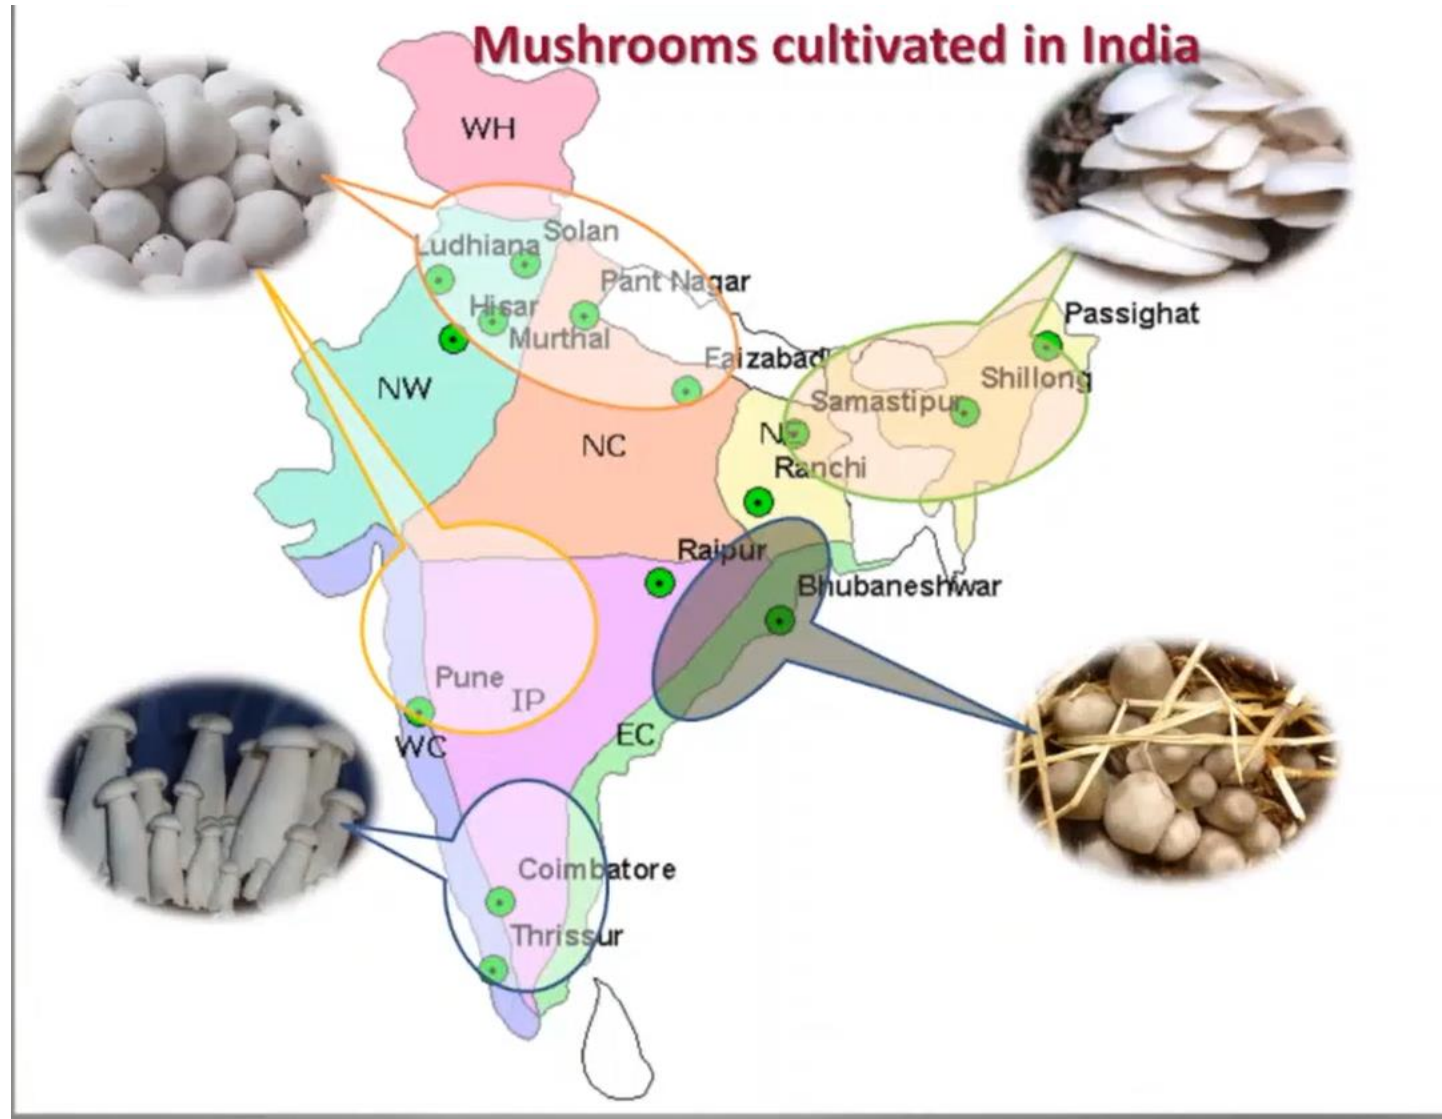 Mushrooms cultivated in India
WH
Solan
Ludhiana
Pant Nagar
Hisar
Murthal
Passighat
Faizabad
Shillong
NW
Samastipur
NC
NE
Ranchi
Raipur
Bhubaneshwar
Pune
IP
WC
EC
Coimbatore
Thrissur